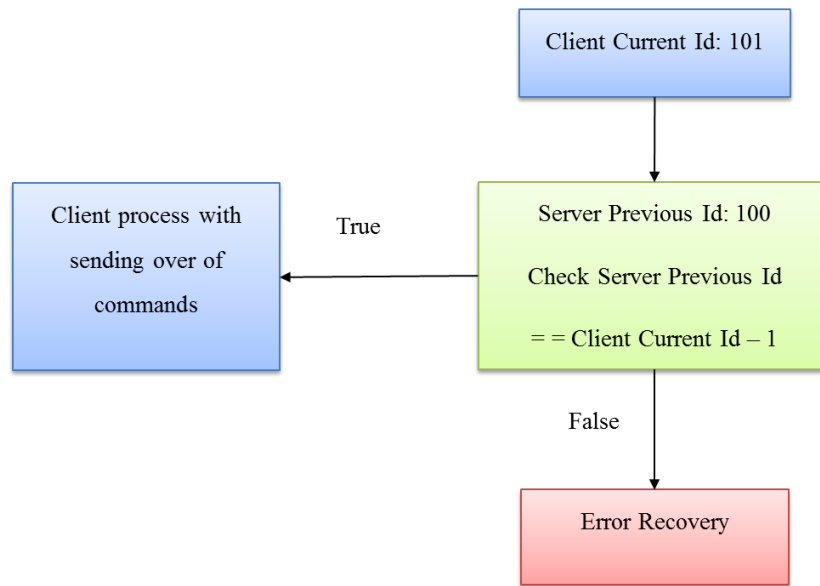 Client Current Id: 101
Client process with
sending over of
commands
True
Server Previous Id: 100
Check Server Previous Id
= = Client Current Id – 1
False
Error Recovery